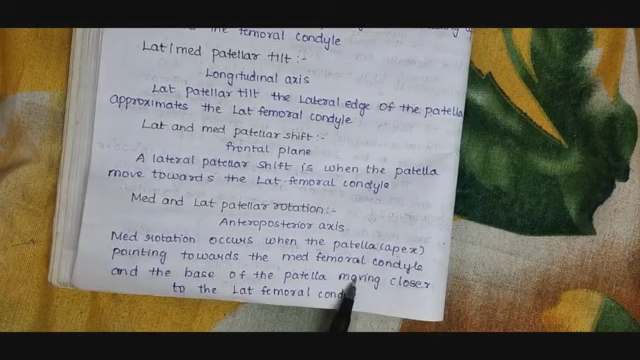 the femoral condyle
Lat/med patellar tilt :-
Longitudinal axis
Lat patellar tilt the Lateral edge of the patella
approximates the Lat femoral condyle
Lat and med patellar shift :-
frontal plane
A lateral patellar shift is when the patella
move towards the Lat femoral condyle
Med and Lat patellar rotation :-
Anteroposterior axis
Med rotation occurs when the patella (apex)
pointing towards the med femoral condyle
and the base of the patella moving closer
to the Lat femoral